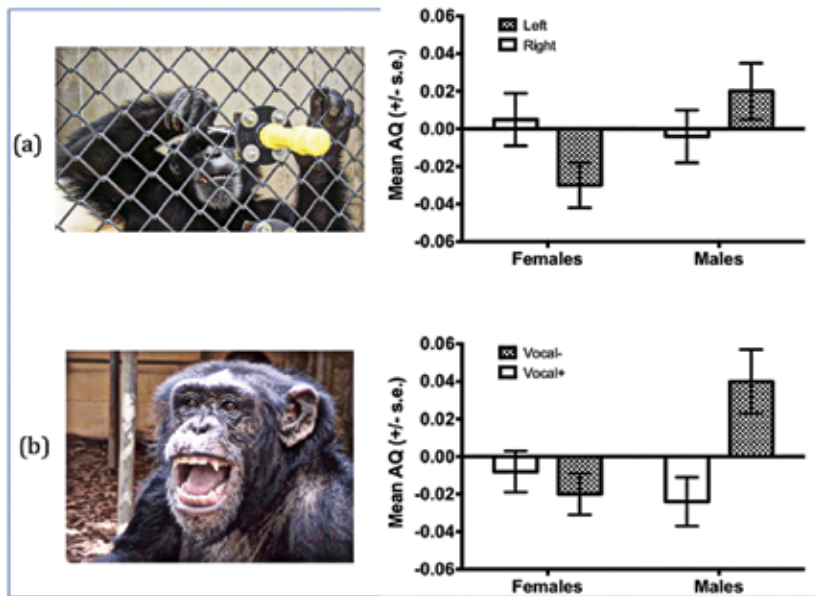 (a)
Mean AQ (+/- s.e.)
0.06
0.04
0.02
0.00
-0.02
-0.04
-0.06
Left
Right
Females Males
(b)
Mean AQ (+/- s.e.)
0.06
0.04
0.02
0.00
-0.02
-0.04
-0.06
Vocal-
Vocal+
Females Males